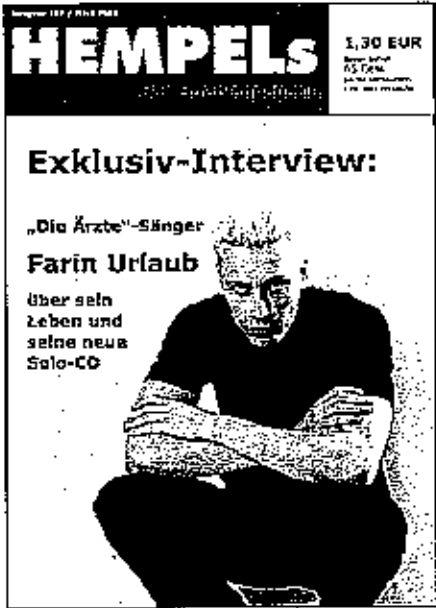 HEMPELs
1,30 EUR
Exklusiv-Interview:
„Die Ärzte“-Sänger
Farin Urlaub
über sein
Leben und
seine neue
Solo-CD